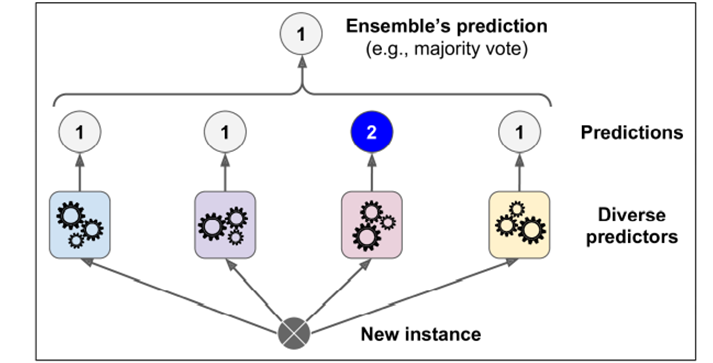 1
Ensemble's prediction
(e.g., majority vote)
1
1
2
1
Predictions
Diverse
predictors
New instance